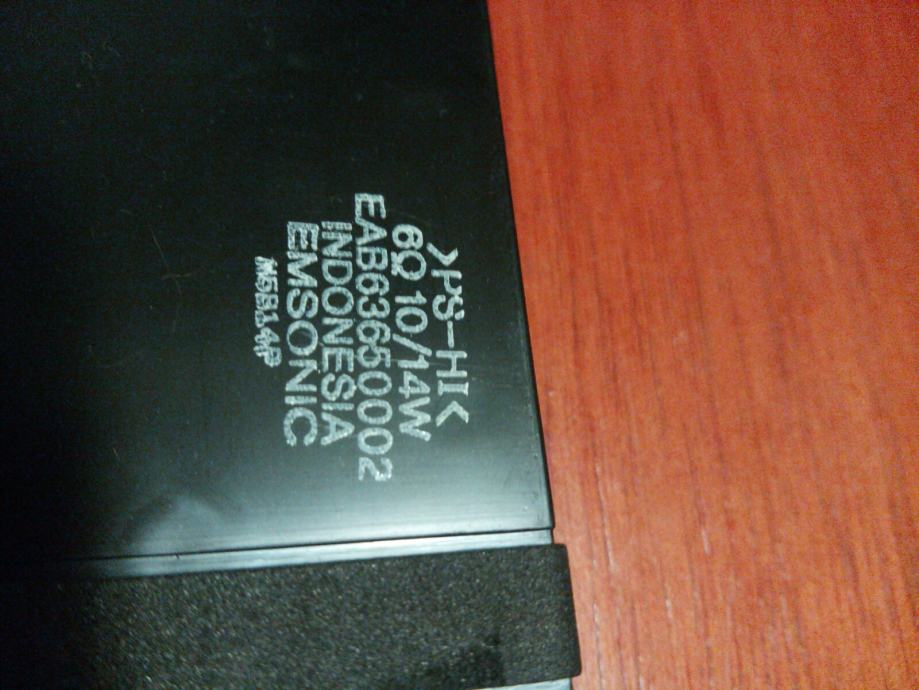 >PS-HI<
6Ω 10/14W
EAB63650002
INDONESIA
EMSONIC